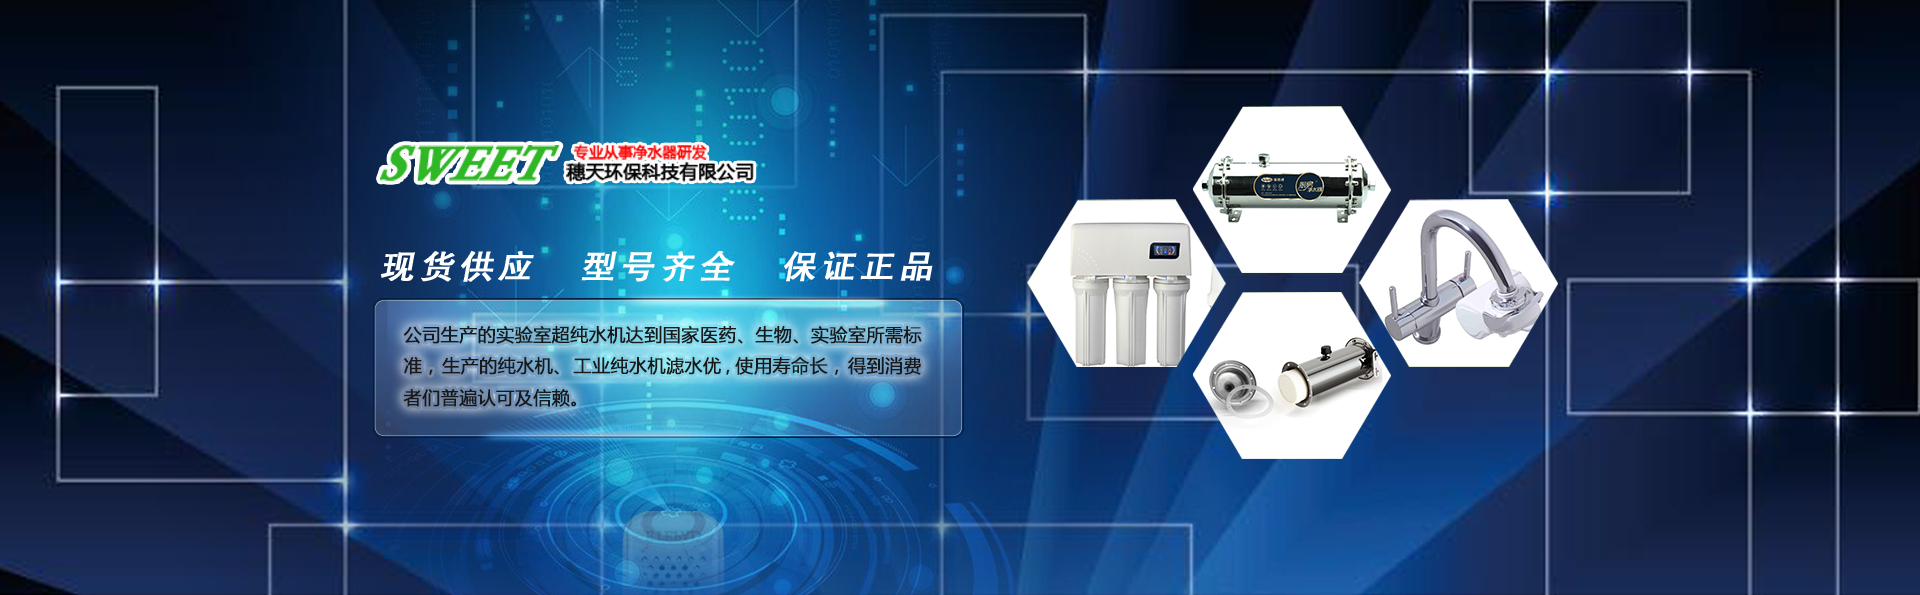 SWEET
专业从事净水器研发
穗天环保科技有限公司
现货供应 型号齐全 保证正品
公司生产的实验室超纯水机达到国家医药、生物、实验室所需标
准，生产的纯水机、工业纯水机滤水优，使用寿命长，得到消费
者们普遍认可及信赖。